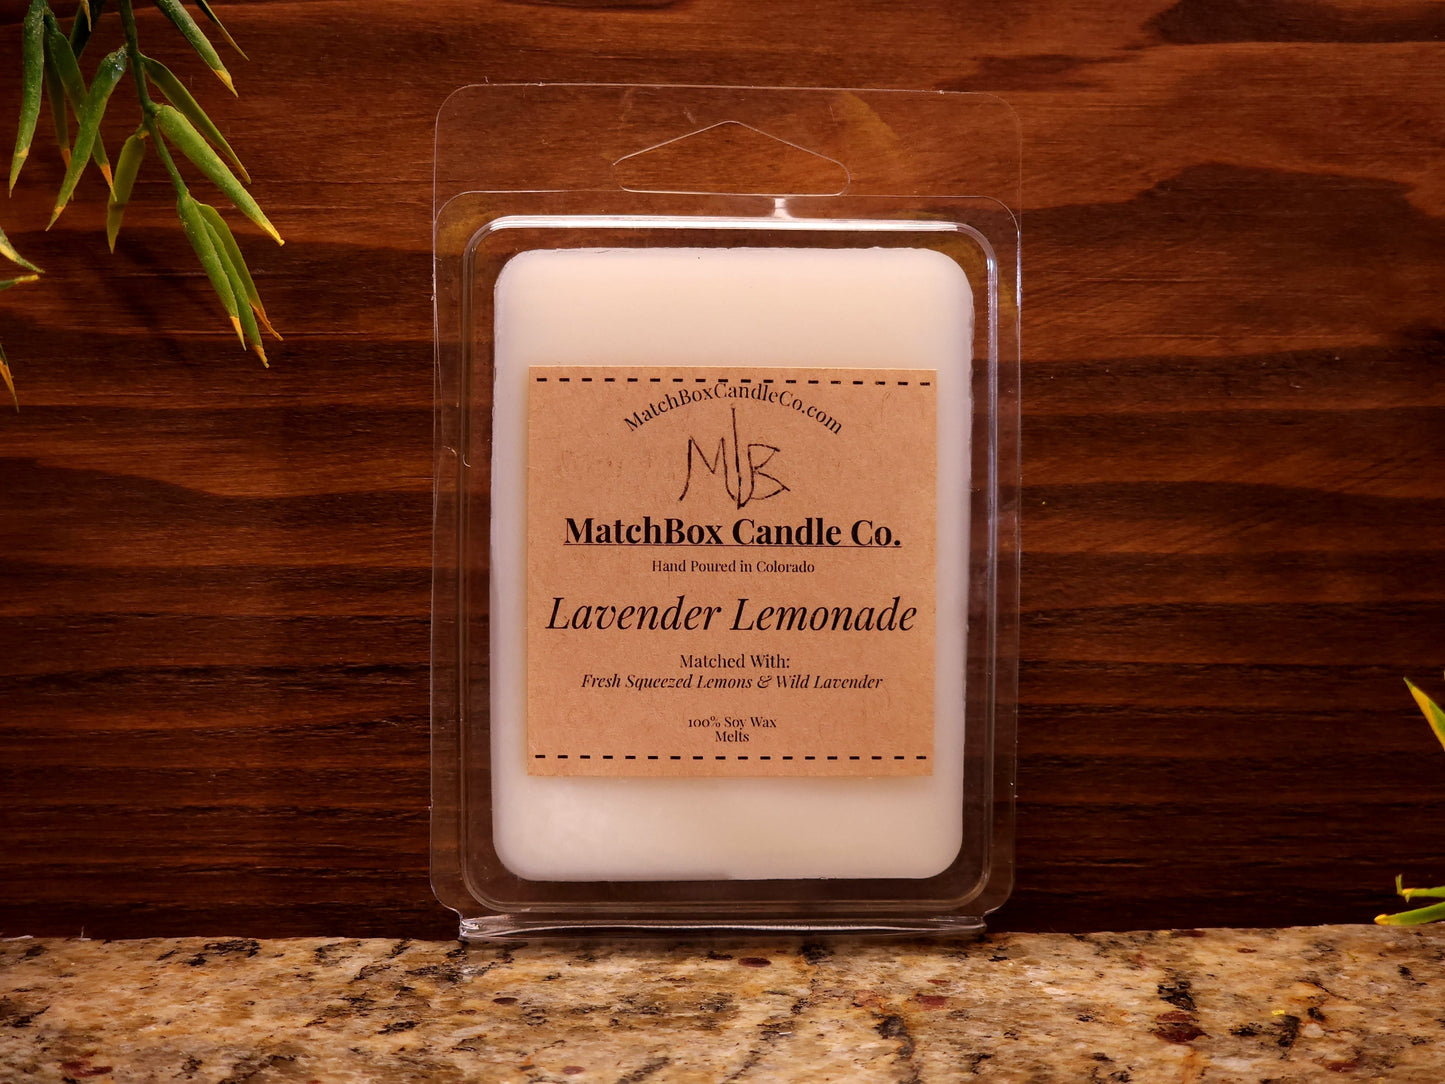 MatchBoxCandleCo.com
MB
MatchBox Candle Co.
Hand Poured in Colorado
Lavender Lemonade
Matched With:
Fresh Squeezed Lemons & Wild Lavender
100% Soy Wax
Melts